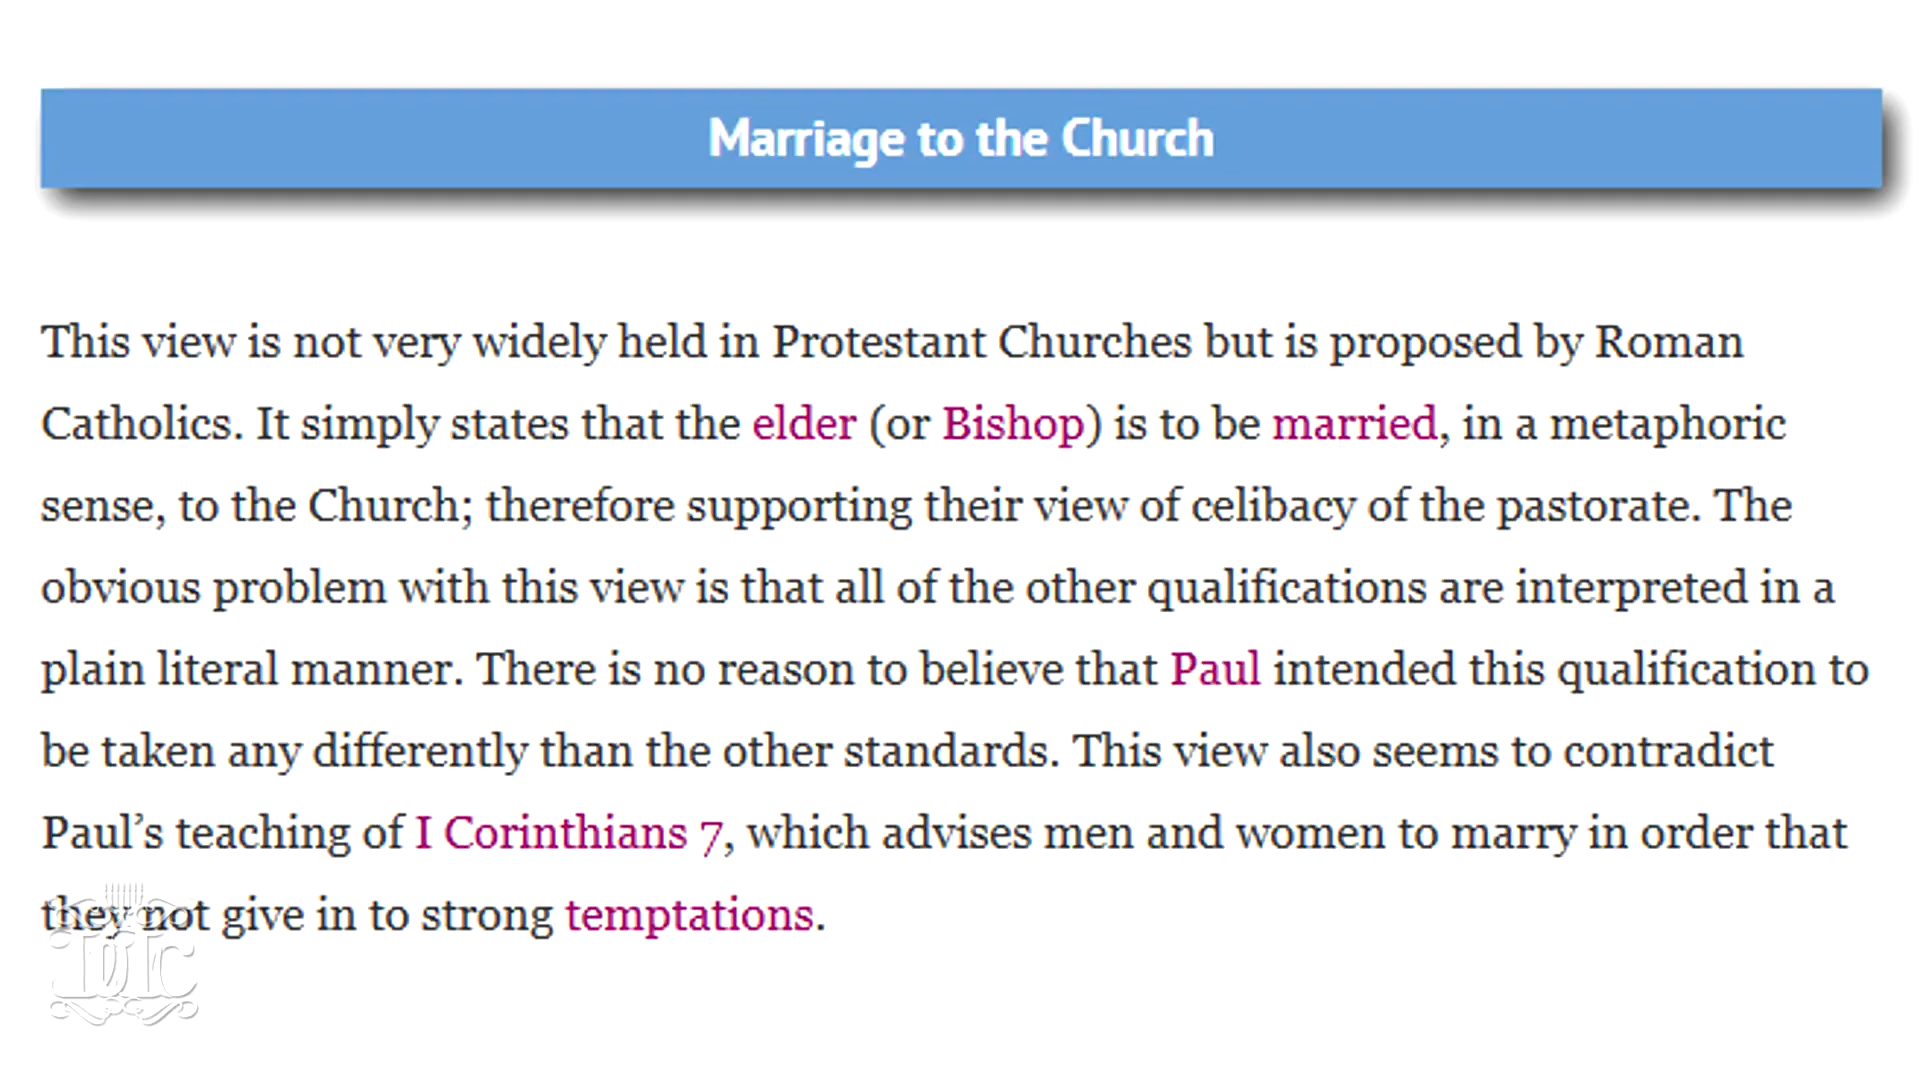 Marriage to the Church
This view is not very widely held in Protestant Churches but is proposed by Roman
Catholics. It simply states that the elder (or Bishop) is to be married, in a metaphoric
sense, to the Church; therefore supporting their view of celibacy of the pastorate. The
obvious problem with this view is that all of the other qualifications are interpreted in a
plain literal manner. There is no reason to believe that Paul intended this qualification to
be taken any differently than the other standards. This view also seems to contradict
Paul’s teaching of I Corinthians 7, which advises men and women to marry in order that
they not give in to strong temptations.